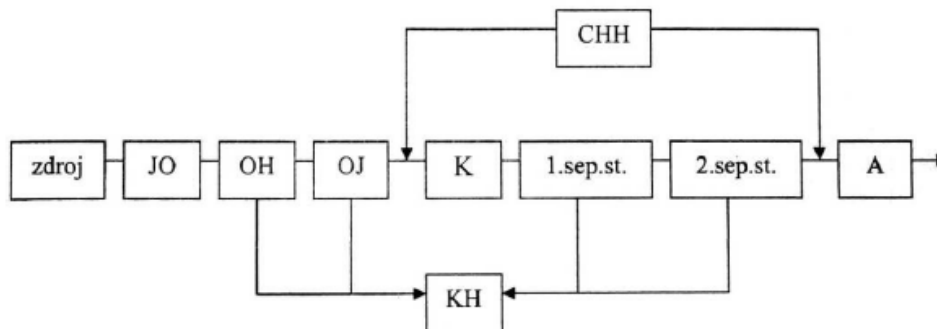 CHH
zdroj JO OH OJ K 1.sep.st. 2.sep.st. A
KH